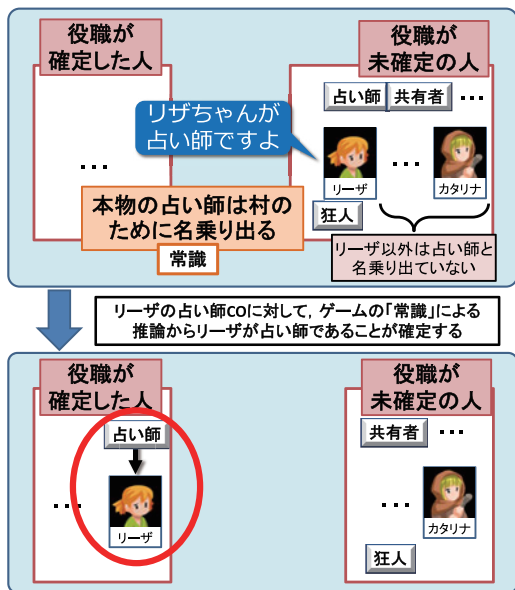 役職が
確定した人
役職が
未確定の人
占い師 共有者 …
リザちゃんが
占い師ですよ
…
リーザ
…
カタリナ
狂人
本物の占い師は村の
ために名乗り出る
常識
リーザ以外は占い師と
名乗り出ていない
リーザの占い師COに対して，ゲームの「常識」による
推論からリーザが占い師であることが確定する
役職が
確定した人
役職が
未確定の人
占い師
共有者 …
…
リーザ
…
カタリナ
狂人